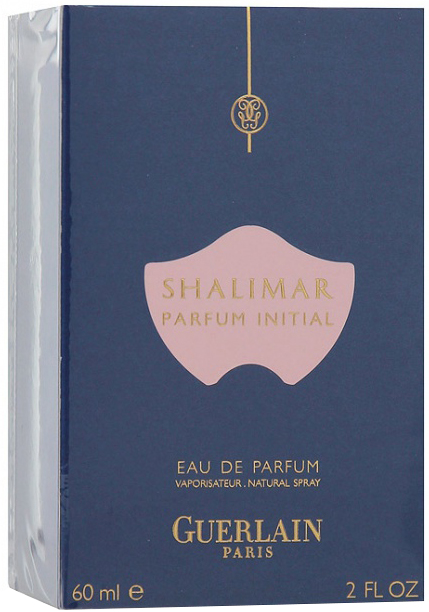 SHALIMAR
PARFUM INITIAL
EAU DE PARFUM
VAPORISATEUR . NATURAL SPRAY
GUERLAIN
PARIS
60 ml ℮ 2 FL OZ